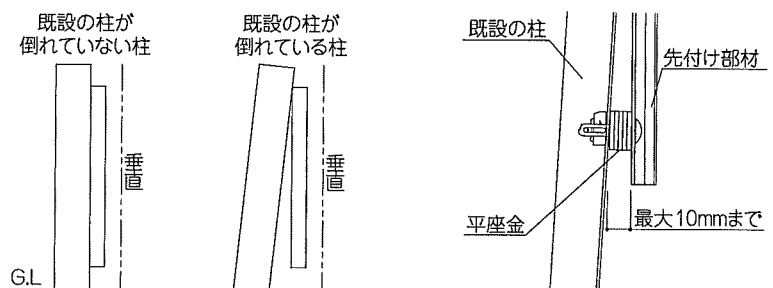 既設の柱が
倒れていない柱
垂直
G.L
既設の柱が
倒れている柱
垂直
既設の柱
先付け部材
平座金
最大10mmまで